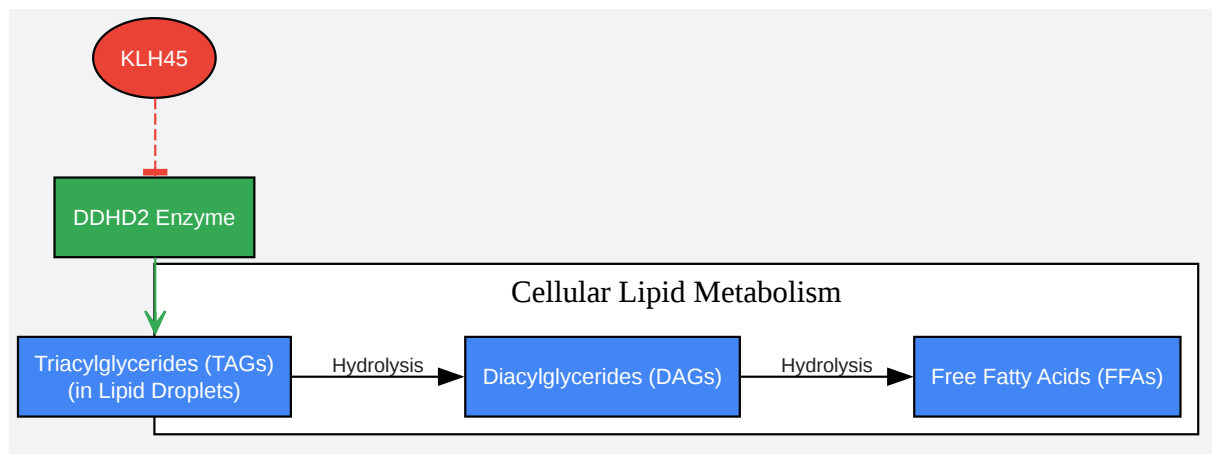 KLH45
DDHD2 Enzyme
Cellular Lipid Metabolism
Triacylglycerides (TAGs)
(in Lipid Droplets)
Hydrolysis
Diacylglycerides (DAGs)
Hydrolysis
Free Fatty Acids (FFAs)